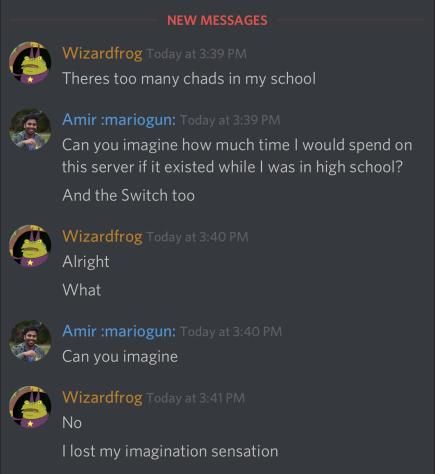 NEW MESSAGES
Wizardfrog Today at 3:39 PM
Theres too many chads in my school
Amir :mariogun: Today at 3:39 PM
Can you imagine how much time I would spend on
this server if it existed while I was in high school?
And the Switch too
Wizardfrog Today at 3:40 PM
Alright
What
Amir :mariogun: Today at 3:40 PM
Can you imagine
Wizardfrog Today at 3:41 PM
No
I lost my imagination sensation